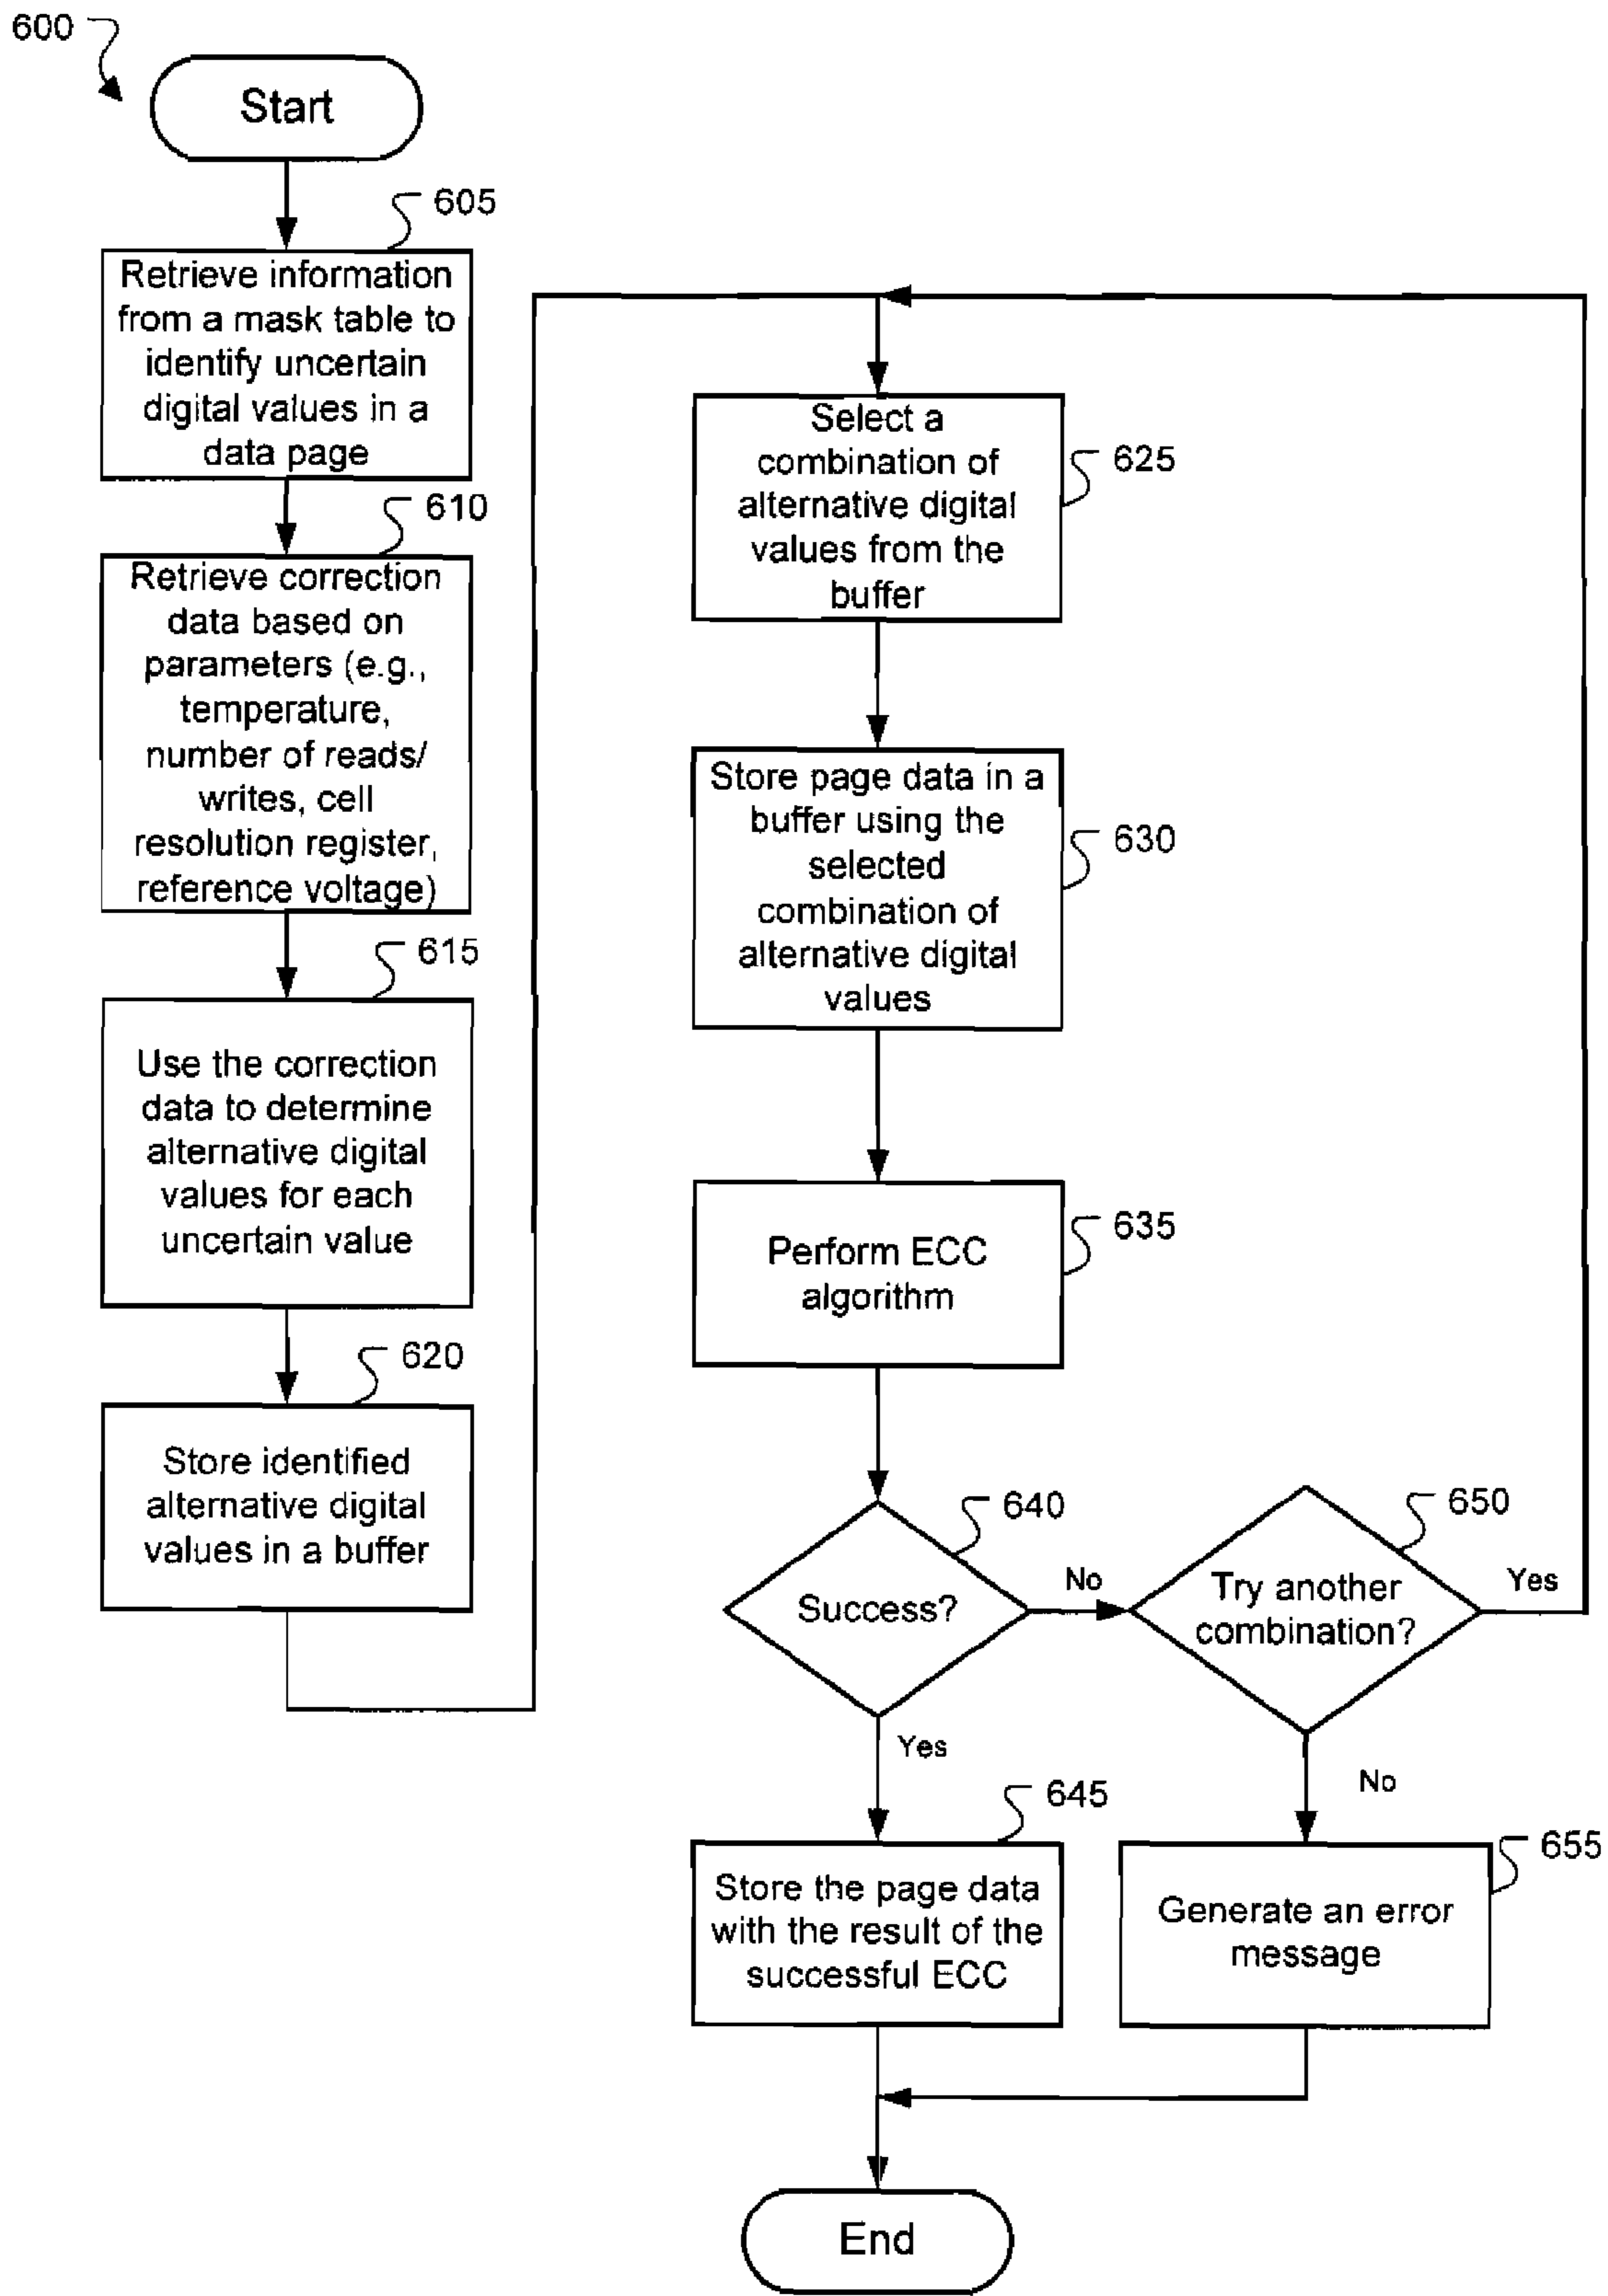 600
Start
605
Retrieve information
from a mask table to
identify uncertain
digital values in a
data page
610
Retrieve correction
data based on
parameters (e.g.,
temperature,
number of reads/
writes, cell
resolution register,
reference voltage)
615
Use the correction
data to determine
alternative digital
values for each
uncertain value
620
Store identified
alternative digital
values in a buffer
Select a
combination of
alternative digital
values from the
buffer
625
Store page data in a
buffer using the
selected
combination of
alternative digital
values
630
Perform ECC
algorithm
635
640
Success?
No
Yes
650
Try another
combination?
Yes
No
645
Store the page data
with the result of the
successful ECC
655
Generate an error
message
End